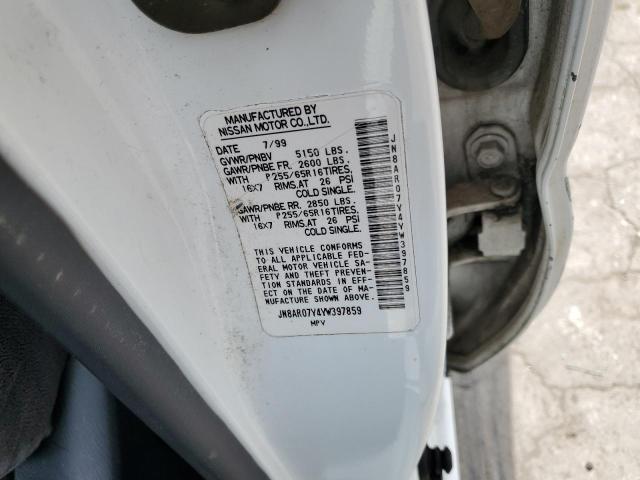 MANUFACTURED BY
NISSAN MOTOR CO., LTD.
DATE 7/99
GVWR/PNBV 5150 LBS.
GAWR/PNBE FR. 2600 LBS.
WITH P255/65R16TIRES,
16X7 RIMS.AT 26 PSI
COLD SINGLE.
GAWR/PNBE RR. 2850 LBS.
WITH P255/65R16TIRES,
16X7 RIMS.AT 26 PSI
COLD SINGLE.
THIS VEHICLE CONFORMS
TO ALL APPLICABLE FED-
ERAL MOTOR VEHICLE SA-
FETY AND THEFT PREVEN-
TION STANDARDS IN EFF-
ECT ON THE DATE OF MA-
NUFACTURE SHOWN ABOVE.
JN8AR07Y4YW397859
MPV
JN8AR07Y4YW397859